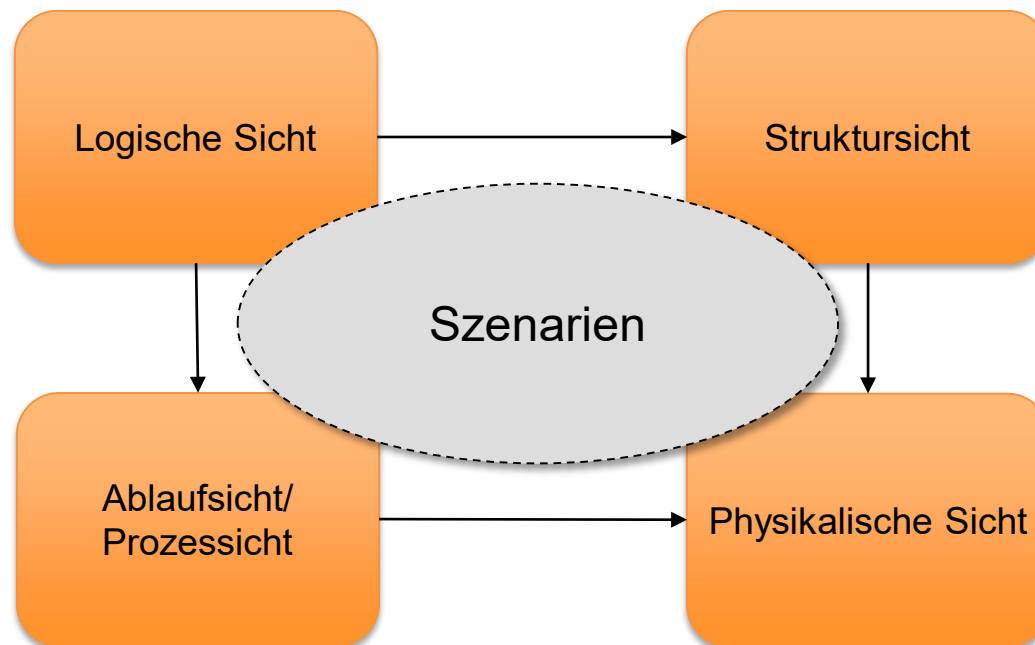 Logische Sicht
Struktursicht
Szenarien
Ablaufsicht/
Prozessicht
Physikalische Sicht